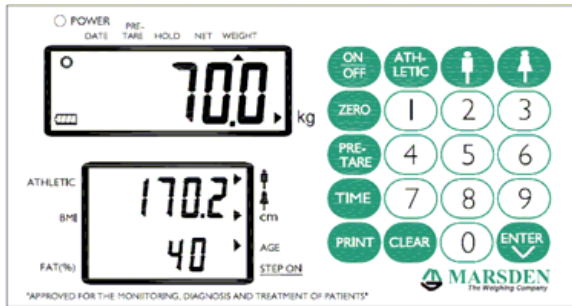 POWER
DATE PRE-TARE HOLD NET WEIGHT
70.0 kg
ATHLETIC
170.2
cm
BMI
40
AGE
FAT(%)
STEP ON
ON OFF
ATH-LETIC
ZERO 1 2 3
PRE-TARE 4 5 6
TIME 7 8 9
PRINT CLEAR 0 ENTER
MARSDEN
The Weighing Company
"APPROVED FOR THE MONIITORING, DIAGNOSIS AND TREATMENT OF PATIENTS"